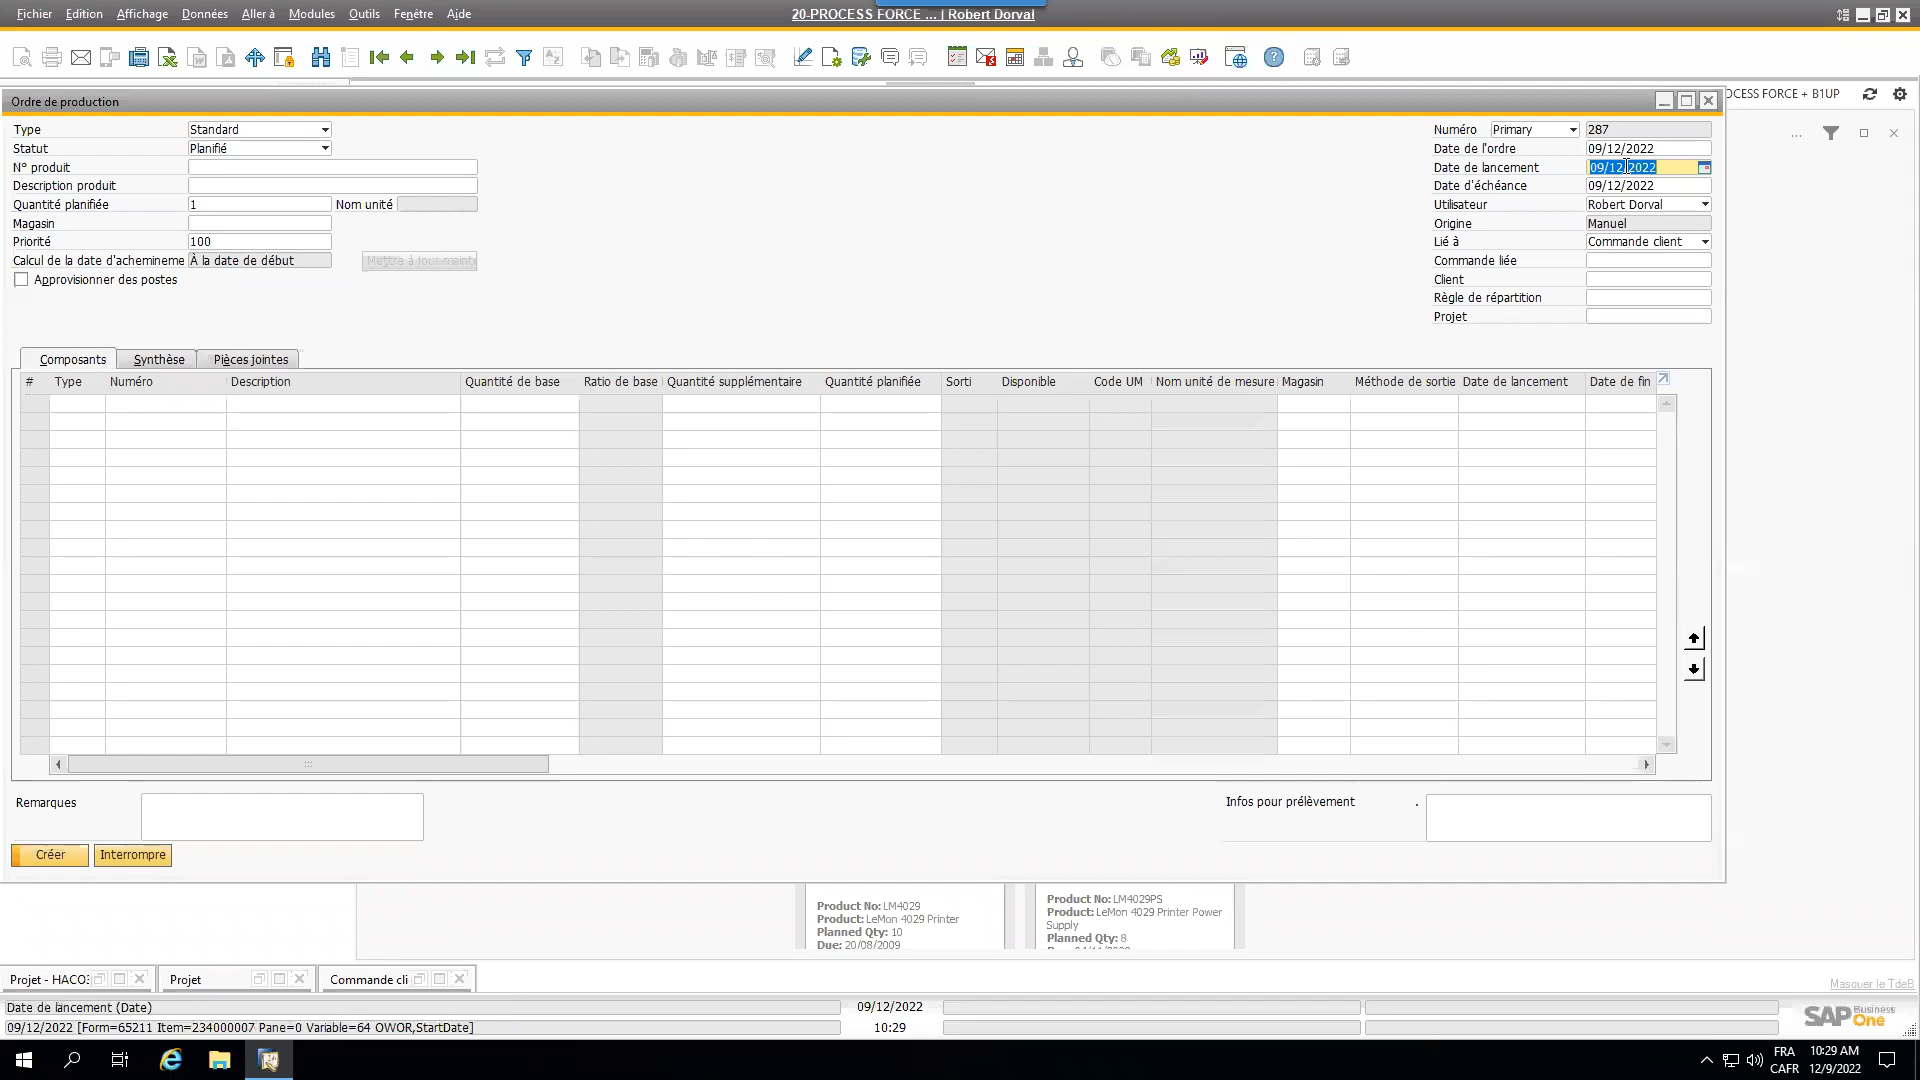 Fichier Edition Affichage Données Aller à Modules Outils Fenêtre Aide
20-PROCESS FORCE ... | Robert Dorval
OCESS FORCE + B1UP
Ordre de production
Type Standard
Statut Planifié
N° produit
Description produit
Quantité planifiée 1 Nom unité
Magasin
Priorité 100
Calcul de la date d'achemineme À la date de début
Approvisionner des postes
Numéro Primary 287
Date de l'ordre 09/12/2022
Date de lancement 09/12/2022
Date d'échéance 09/12/2022
Utilisateur Robert Dorval
Origine Manuel
Lié à Commande client
Commande liée
Client
Règle de répartition
Projet
Mettre à jour mainte
Composants Synthèse Pièces jointes
# Type Numéro Description Quantité de base Ratio de base Quantité supplémentaire Quantité planifiée Sorti Disponible Code UM Nom unité de mesure Magasin Méthode de sortie Date de lancement Date de fin
Remarques
Infos pour prélèvement .
Créer Interrompre
Product No: LM4029
Product: LeMon 4029 Printer
Planned Qty: 10
Due: 20/08/2009
Product No: LM4029PS
Product: LeMon 4029 Printer Power
Supply
Planned Qty: 8
Projet - HACO Projet Commande cli
Masquer le TdeB
Date de lancement (Date) 09/12/2022
09/12/2022 [Form=65211 Item=234000007 Pane=0 Variable=64 OWOR,StartDate] 10:29
SAP Business One
FRA
CAFR
10:29 AM
12/9/2022